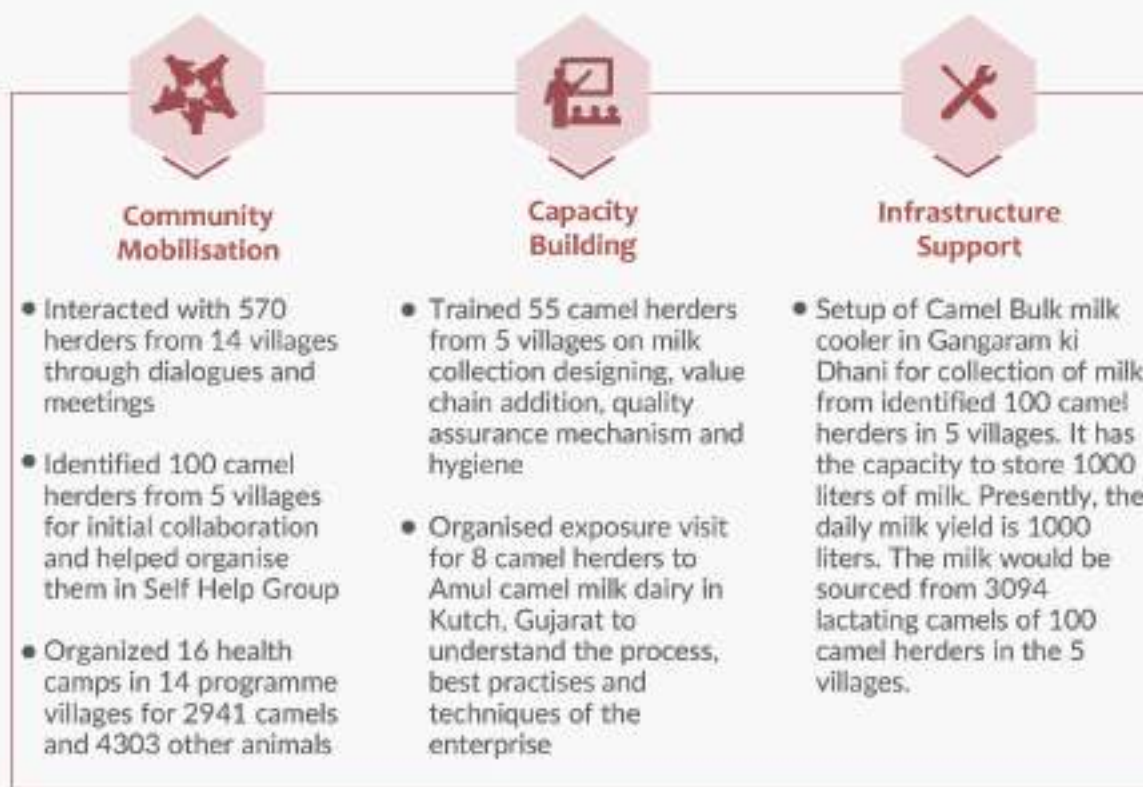 Community
Mobilisation
• Interacted with 570
herders from 14 villages
through dialogues and
meetings
• Identified 100 camel
herders from 5 villages
for initial collaboration
and helped organise
them in Self Help Group
• Organized 16 health
camps in 14 programme
villages for 2941 camels
and 4303 other animals
Capacity
Building
• Trained 55 camel herders
from 5 villages on milk
collection designing, value
chain addition, quality
assurance mechanism and
hygiene
• Organised exposure visit
for 8 camel herders to
Amul camel milk dairy in
Kutch, Gujarat to
understand the process,
best practises and
techniques of the
enterprise
Infrastructure
Support
• Setup of Camel Bulk milk
cooler in Gangaram ki
Dhani for collection of milk
from identified 100 camel
herders in 5 villages. It has
the capacity to store 1000
liters of milk. Presently, the
daily milk yield is 1000
liters. The milk would be
sourced from 3094
lactating camels of 100
camel herders in the 5
villages.